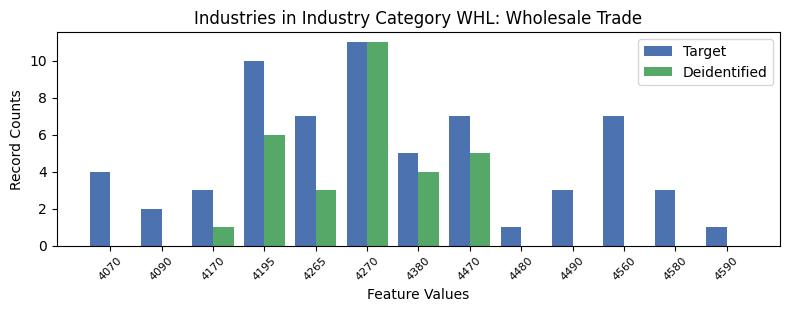 Industries in Industry Category WHL: Wholesale Trade
Target
Deidentified
Record Counts
10
8
6
4
2
0
4070 4090 4170 4195 4265 4270 4380 4470 4480 4490 4560 4580 4590
Feature Values